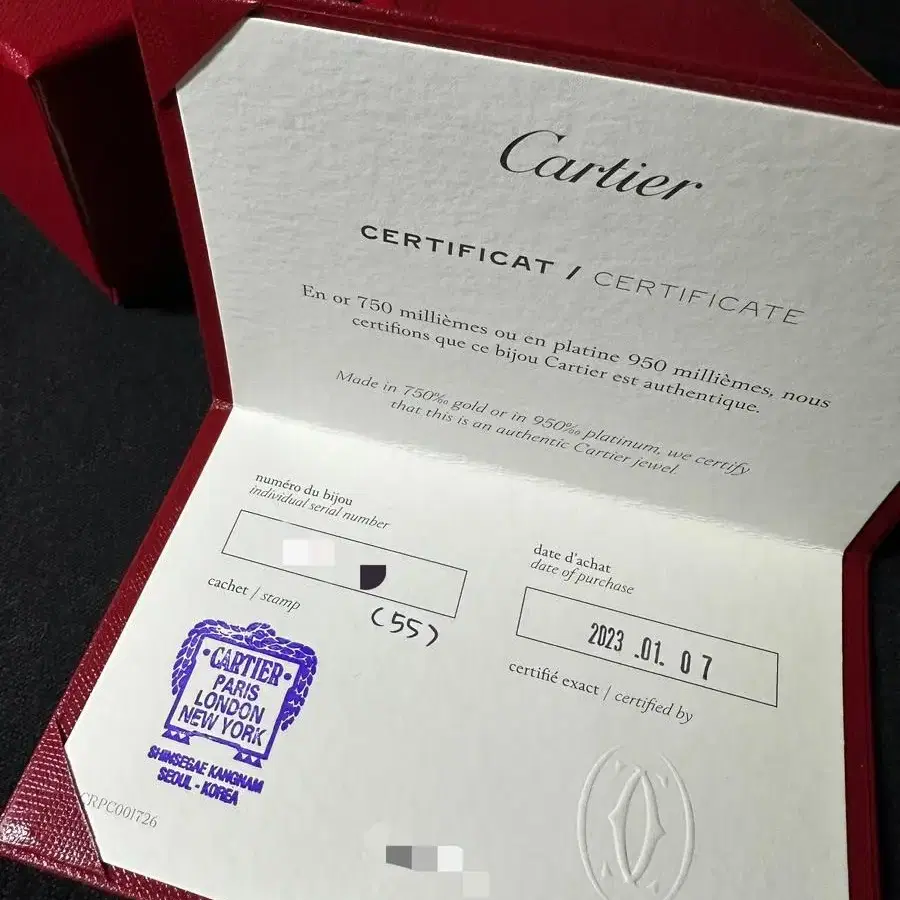 Cartier
CERTIFICAT / CERTIFICATE
En or 750 millièmes ou en platine 950 millièmes, nous
certifions que ce bijou Cartier est authentique.
Made in 750‰ gold or in 950‰ platinum, we certify
that this is an authentic Cartier jewel.
numéro du bijou
individual serial number
(55)
date d'achat
date of purchase
2023 .01. 07
cachet / stamp
·CARTIER·
PARIS
LONDON
NEW YORK
SHINSEGAE KANGNAM
SEOUL - KOREA
certifié exact / certified by
CRPC001726